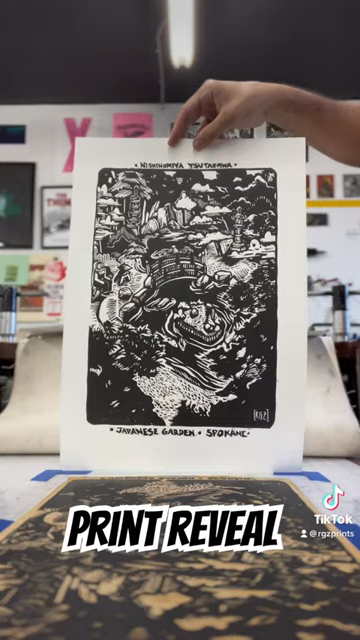 • NISHINOMIYA TSUTAKAWA •
[RGZ]
• JAPANESE GARDEN • SPOKANE •
PRINT REVEAL
TikTok
@rgzprints